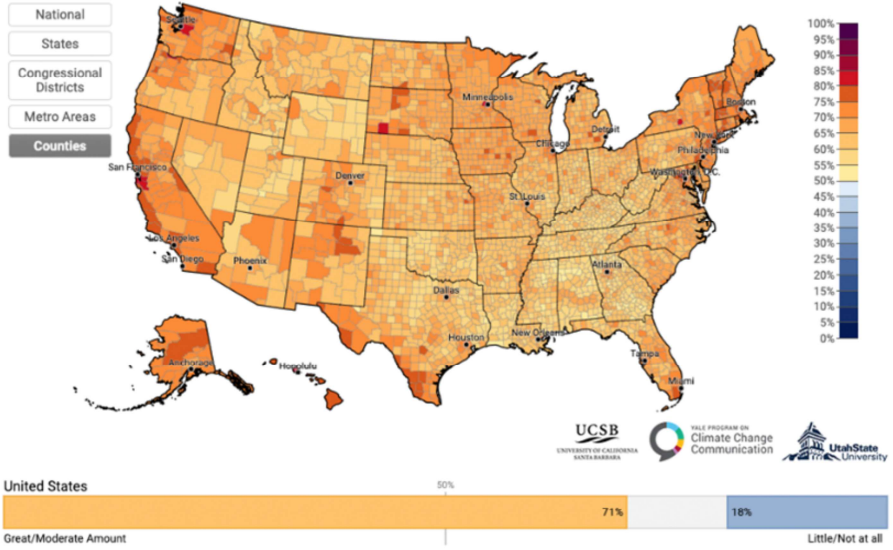 National
States
Congressional
Districts
Metro Areas
Counties
Seattle
Minneapolis
Boston
Detroit
New York
Chicago
Philadelphia
San Francisco
Washington, D.C.
Denver
St. Louis
Los Angeles
San Diego
Phoenix
Atlanta
Dallas
Houston
New Orleans
Tampa
Miami
Anchorage
Honolulu
100%
95%
90%
85%
80%
75%
70%
65%
60%
55%
50%
45%
40%
35%
30%
25%
20%
15%
10%
5%
0%
UCSB
UNIVERSITY OF CALIFORNIA
SANTA BARBARA
YALE PROGRAM ON
Climate Change
Communication
UtahState
University
United States
50%
71%
18%
Great/Moderate Amount
Little/Not at all